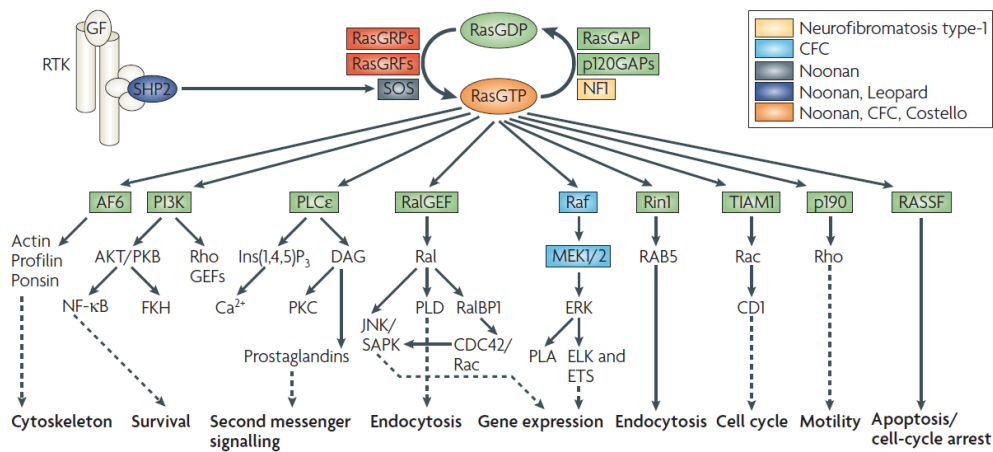 GF
RTK
SHP2
RasGRPs
RasGRFs
SOS
RasGDP
RasGTP
RasGAP
p120GAPs
NF1
Neurofibromatosis type-1
CFC
Noonan
Noonan, Leopard
Noonan, CFC, Costello
AF6
PI3K
PLCε
RalGEF
Raf
Rin1
TIAM1
p190
RASSF
Actin
Profilin
Ponsin
AKT/PKB
Rho
GEFs
Ins(1,4,5)P3
DAG
Ral
MEK1/2
RAB5
Rac
Rho
NF-κB
FKH
Ca2+
PKC
JNK/
SAPK
PLD
RalBP1
ERK
CD1
Prostaglandins
CDC42/
Rac
PLA
ELK and
ETS
Cytoskeleton
Survival
Second messenger
signalling
Endocytosis
Gene expression
Endocytosis
Cell cycle
Motility
Apoptosis/
cell-cycle arrest